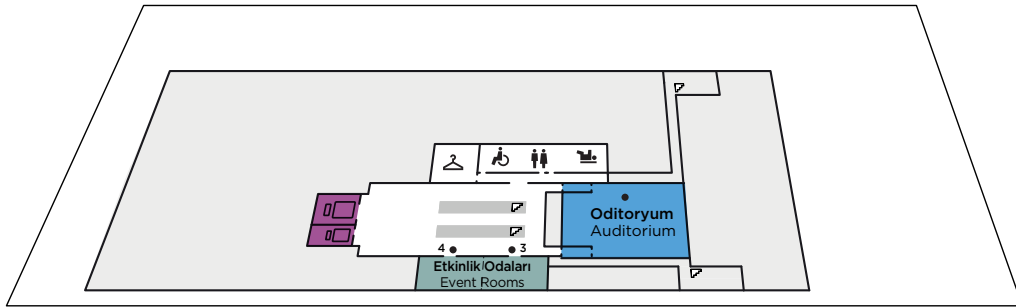 Oditoryum
Auditorium
4
3
Etkinlik Odaları
Event Rooms